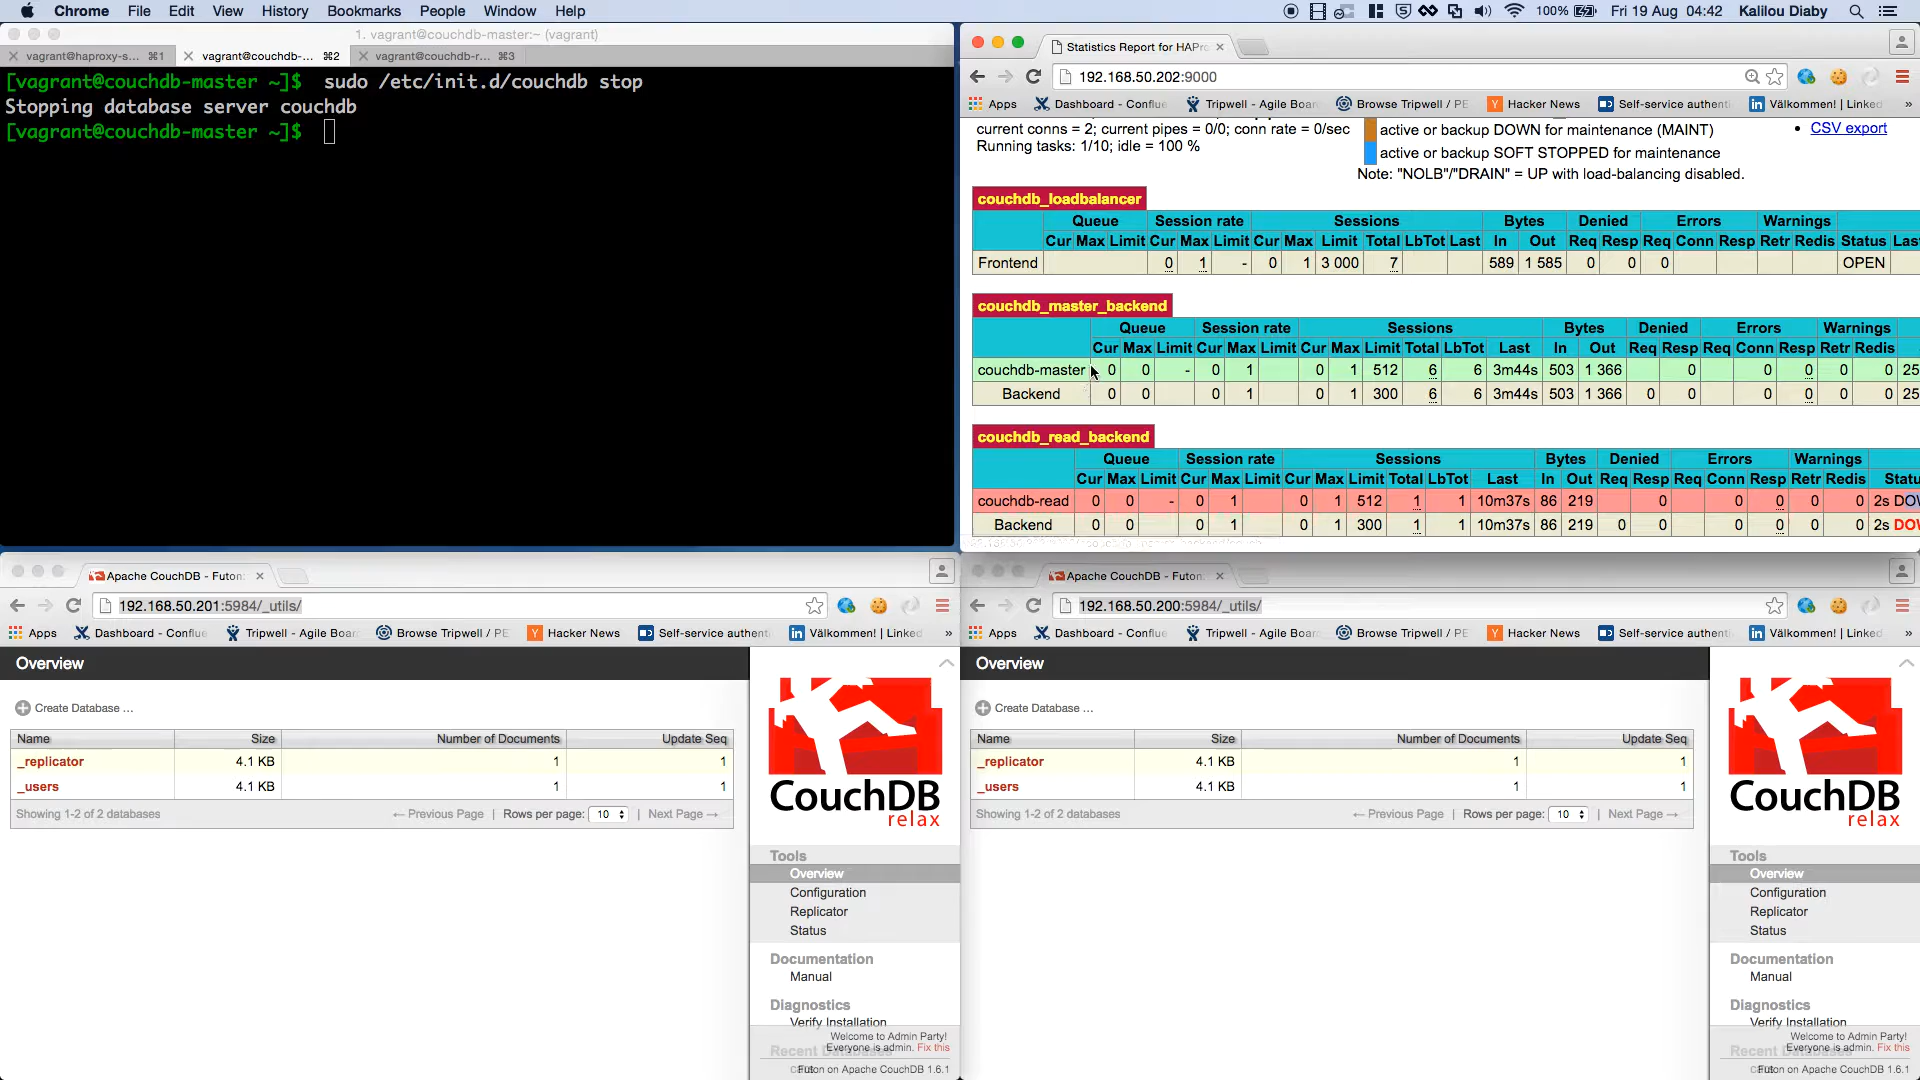 Chrome File Edit View History Bookmarks People Window Help 100% Fri 19 Aug 04:42 Kalilou Diaby
1. vagrant@couchdb-master:~ (vagrant)
vagrant@haproxy-s... ⌘1 vagrant@couchdb-... ⌘2 vagrant@couchdb-r... ⌘3
[vagrant@couchdb-master ~]$ sudo /etc/init.d/couchdb stop
Stopping database server couchdb
[vagrant@couchdb-master ~]$
Statistics Report for HAPro
192.168.50.202:9000
Apps Dashboard - Conflue Tripwell - Agile Boar Browse Tripwell / PE Hacker News Self-service authenti Välkommen! | Linked »
current conns = 2; current pipes = 0/0; conn rate = 0/sec
Running tasks: 1/10; idle = 100 %
active or backup DOWN for maintenance (MAINT)
active or backup SOFT STOPPED for maintenance
Note: "NOLB"/"DRAIN" = UP with load-balancing disabled.
• CSV export
couchdb_loadbalancer
Queue Session rate Sessions Bytes Denied Errors Warnings
Cur Max Limit Cur Max Limit Cur Max Limit Total LbTot Last In Out Req Resp Req Conn Resp Retr Redis Status Las
Frontend 0 1 - 0 1 3 000 7 589 1 585 0 0 0 OPEN
couchdb_master_backend
Queue Session rate Sessions Bytes Denied Errors Warnings
Cur Max Limit Cur Max Limit Cur Max Limit Total LbTot Last In Out Req Resp Req Conn Resp Retr Redis
couchdb-master 0 0 - 0 1 0 1 512 6 6 3m44s 503 1 366 0 0 0 0 0 25
Backend 0 0 0 1 0 1 300 6 6 3m44s 503 1 366 0 0 0 0 0 0 25
couchdb_read_backend
Queue Session rate Sessions Bytes Denied Errors Warnings
Cur Max Limit Cur Max Limit Cur Max Limit Total LbTot Last In Out Req Resp Req Conn Resp Retr Redis Statu
couchdb-read 0 0 - 0 1 0 1 512 1 1 10m37s 86 219 0 0 0 0 0 2s DOW
Backend 0 0 0 1 0 1 300 1 1 10m37s 86 219 0 0 0 0 0 0 2s DOW
Apache CouchDB - Futon:
192.168.50.201:5984/_utils/
Apps Dashboard - Conflue Tripwell - Agile Boar Browse Tripwell / PE Hacker News Self-service authenti Välkommen! | Linked »
Overview
Create Database ...
Name Size Number of Documents Update Seq
_replicator 4.1 KB 1 1
_users 4.1 KB 1 1
Showing 1-2 of 2 databases ← Previous Page | Rows per page: 10 | Next Page →
CouchDB
relax
Tools
Overview
Configuration
Replicator
Status
Documentation
Manual
Diagnostics
Verify Installation
Welcome to Admin Party!
Everyone is admin. Fix this
Futon on Apache CouchDB 1.6.1
Apache CouchDB - Futon:
192.168.50.200:5984/_utils/
Apps Dashboard - Conflue Tripwell - Agile Boar Browse Tripwell / PE Hacker News Self-service authenti Välkommen! | Linked »
Overview
Create Database ...
Name Size Number of Documents Update Seq
_replicator 4.1 KB 1 1
_users 4.1 KB 1 1
Showing 1-2 of 2 databases ← Previous Page | Rows per page: 10 | Next Page →
CouchDB
relax
Tools
Overview
Configuration
Replicator
Status
Documentation
Manual
Diagnostics
Verify Installation
Welcome to Admin Party!
Everyone is admin. Fix this
Futon on Apache CouchDB 1.6.1